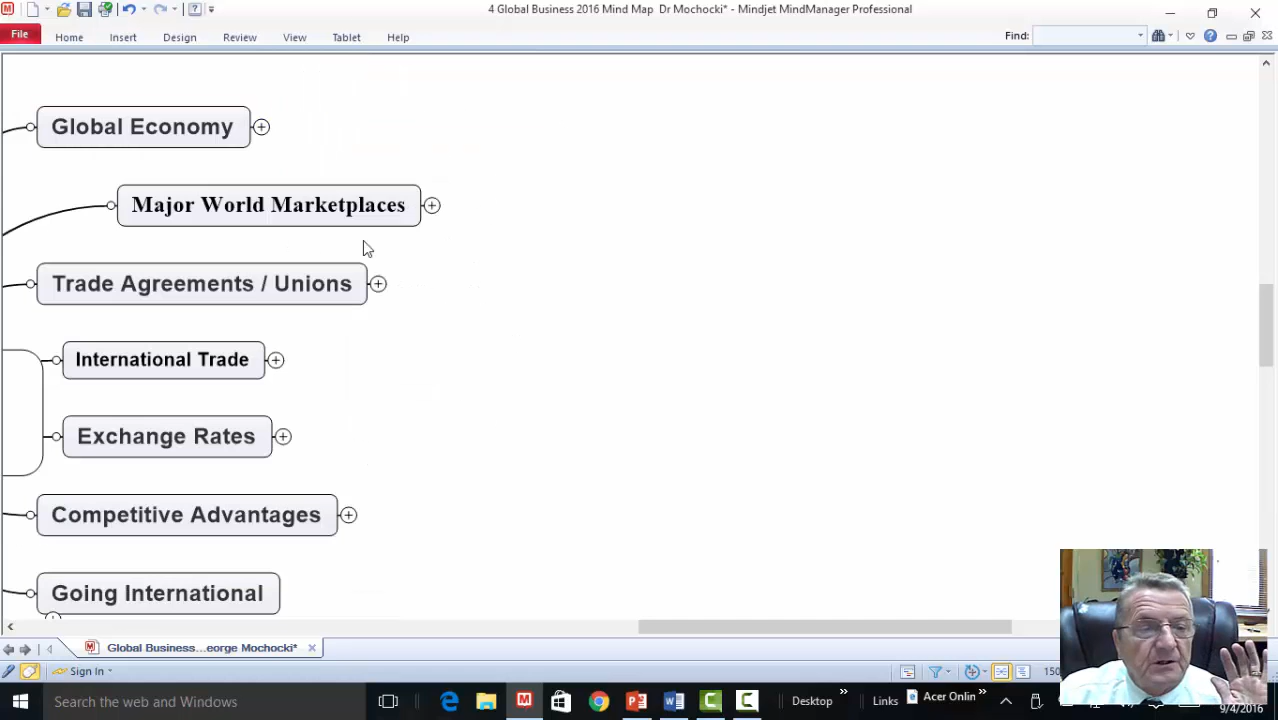 4 Global Business 2016 Mind Map Dr Mochocki* - Mindjet MindManager Professional
File Home Insert Design Review View Tablet Help Find:
Global Economy
Major World Marketplaces
Trade Agreements / Unions
International Trade
Exchange Rates
Competitive Advantages
Going International
Global Business...eorge Mochocki*
Sign In
Search the web and Windows
Desktop
Links
Acer Onlin
9/4/2016